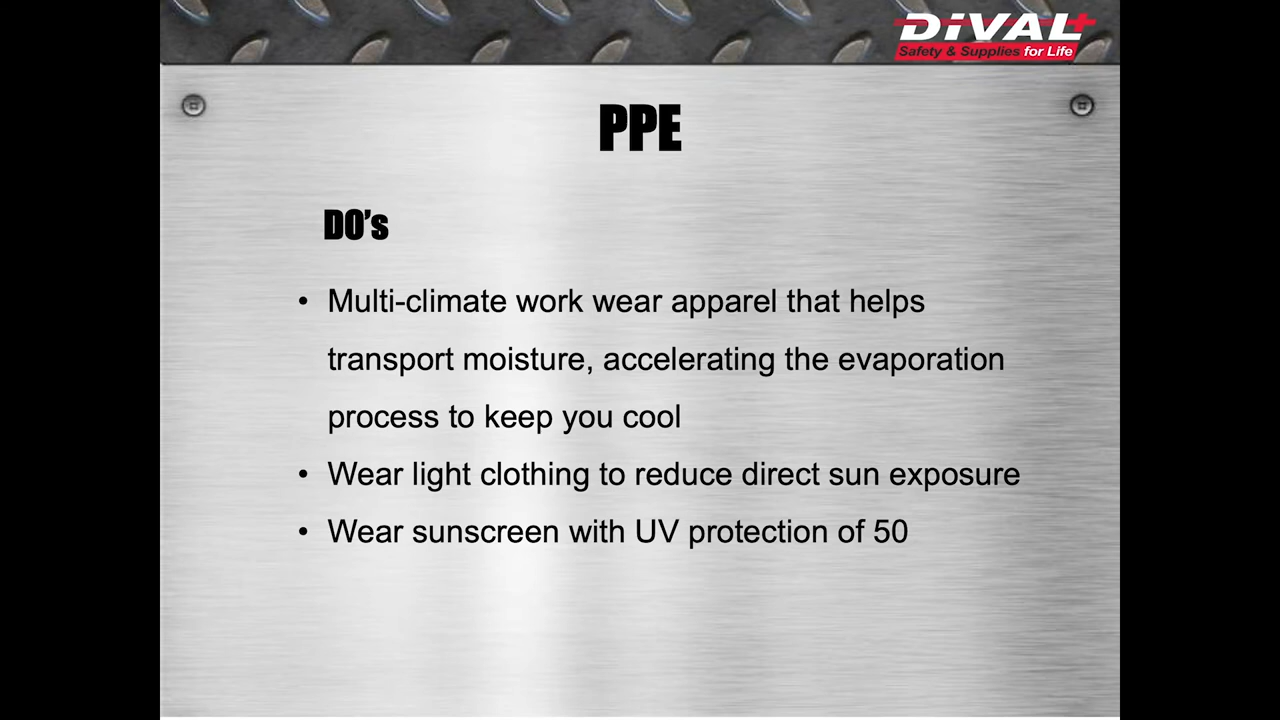 DiVAL
Safety & Supplies for Life
PPE
DO's
• Multi-climate work wear apparel that helps
transport moisture, accelerating the evaporation
process to keep you cool
• Wear light clothing to reduce direct sun exposure
• Wear sunscreen with UV protection of 50